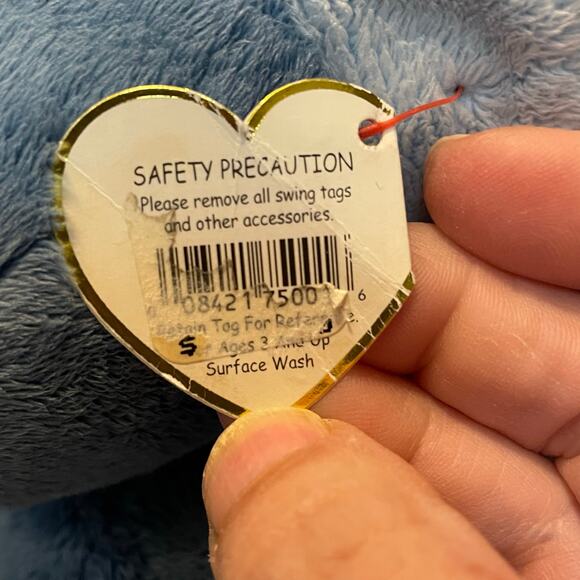 SAFETY PRECAUTION
Please remove all swing tags
and other accessories.
08421 7500 6
Retain Tag For Reference.
$ Ages 3 And Up
Surface Wash